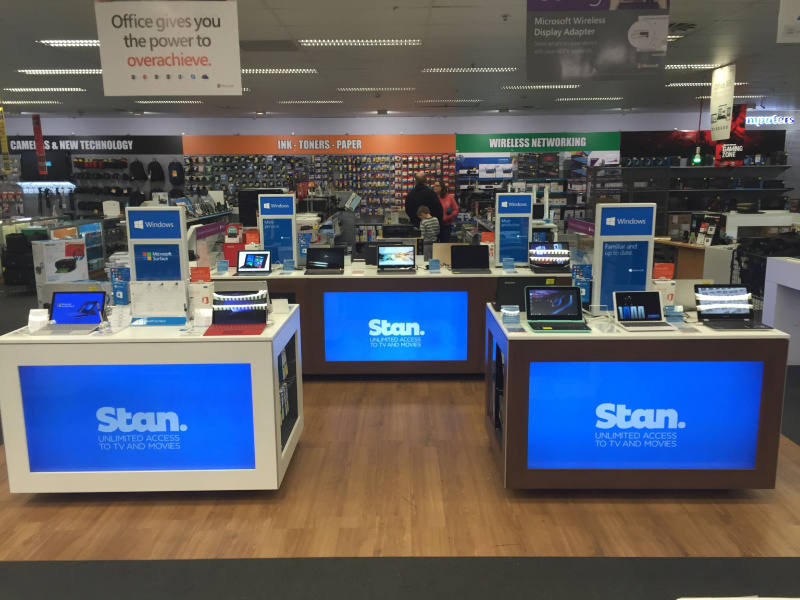 Office gives you
the power to
overachieve.
Microsoft
Microsoft Wireless
Display Adapter
CAMERAS & NEW TECHNOLOGY
INK - TONERS - PAPER
WIRELESS NETWORKING
GAMING
ZONE
Windows
Microsoft
Surface
Windows
Windows
Windows
Familiar and
up to date
Stan.
UNLIMITED ACCESS
TO TV AND MOVIES
Stan.
UNLIMITED ACCESS
TO TV AND MOVIES
Stan.
UNLIMITED ACCESS
TO TV AND MOVIES